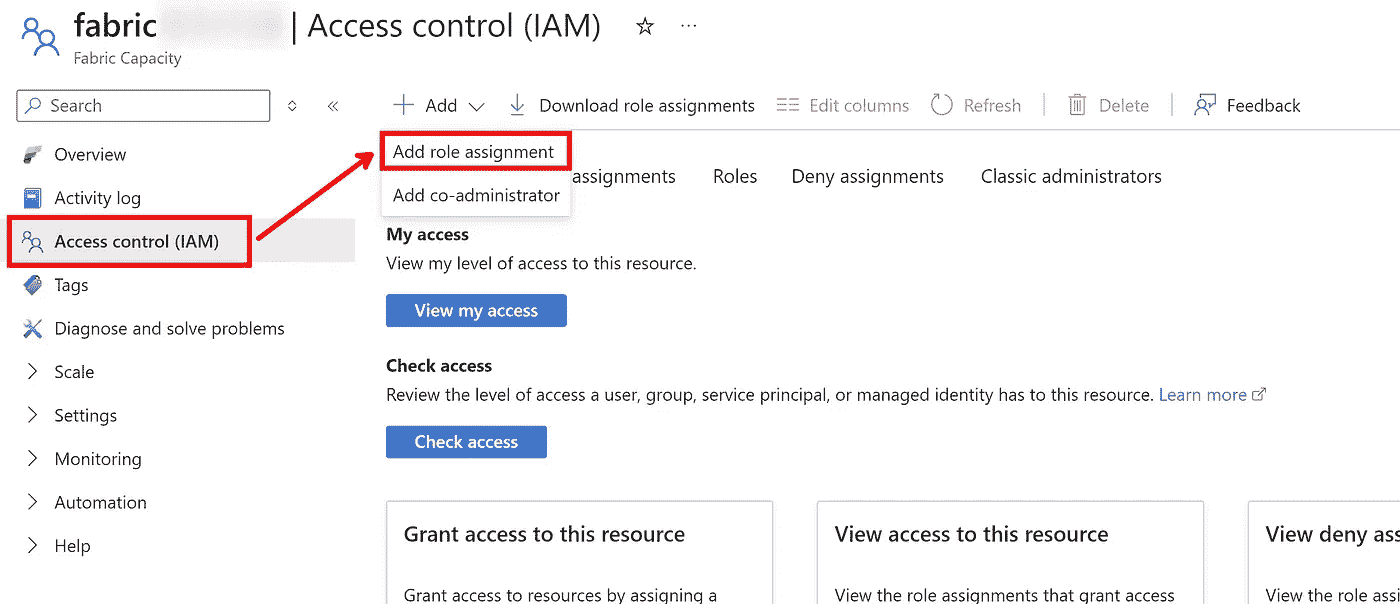 fabric | Access control (IAM)
Fabric Capacity
Search
Add
Download role assignments
Edit columns
Refresh
Delete
Feedback
Overview
Activity log
Access control (IAM)
Tags
Diagnose and solve problems
Scale
Settings
Monitoring
Automation
Help
Add role assignment
Add co-administrator
assignments
Roles
Deny assignments
Classic administrators
My access
View my level of access to this resource.
View my access
Check access
Review the level of access a user, group, service principal, or managed identity has to this resource. Learn more
Check access
Grant access to this resource
Grant access to resources by assigning a
View access to this resource
View the role assignments that grant access
View deny ass
View the role assi